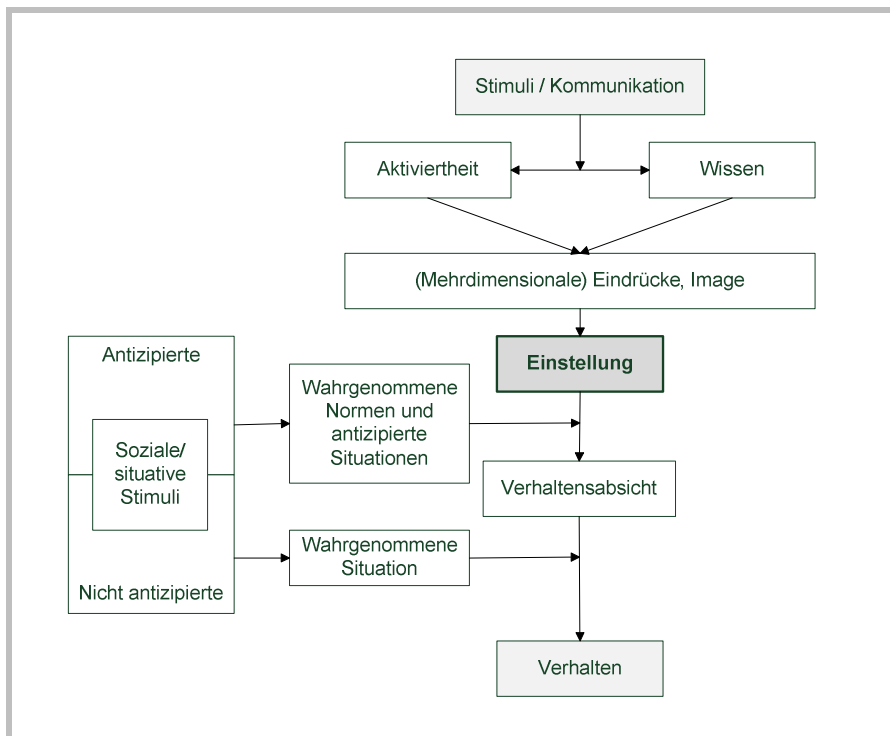 Stimuli / Kommunikation
Aktiviertheit
Wissen
(Mehrdimensionale) Eindrücke, Image
Einstellung
Antizipierte
Soziale/
situative
Stimuli
Nicht antizipierte
Wahrgenommene
Normen und
antizipierte
Situationen
Verhaltensabsicht
Wahrgenommene
Situation
Verhalten